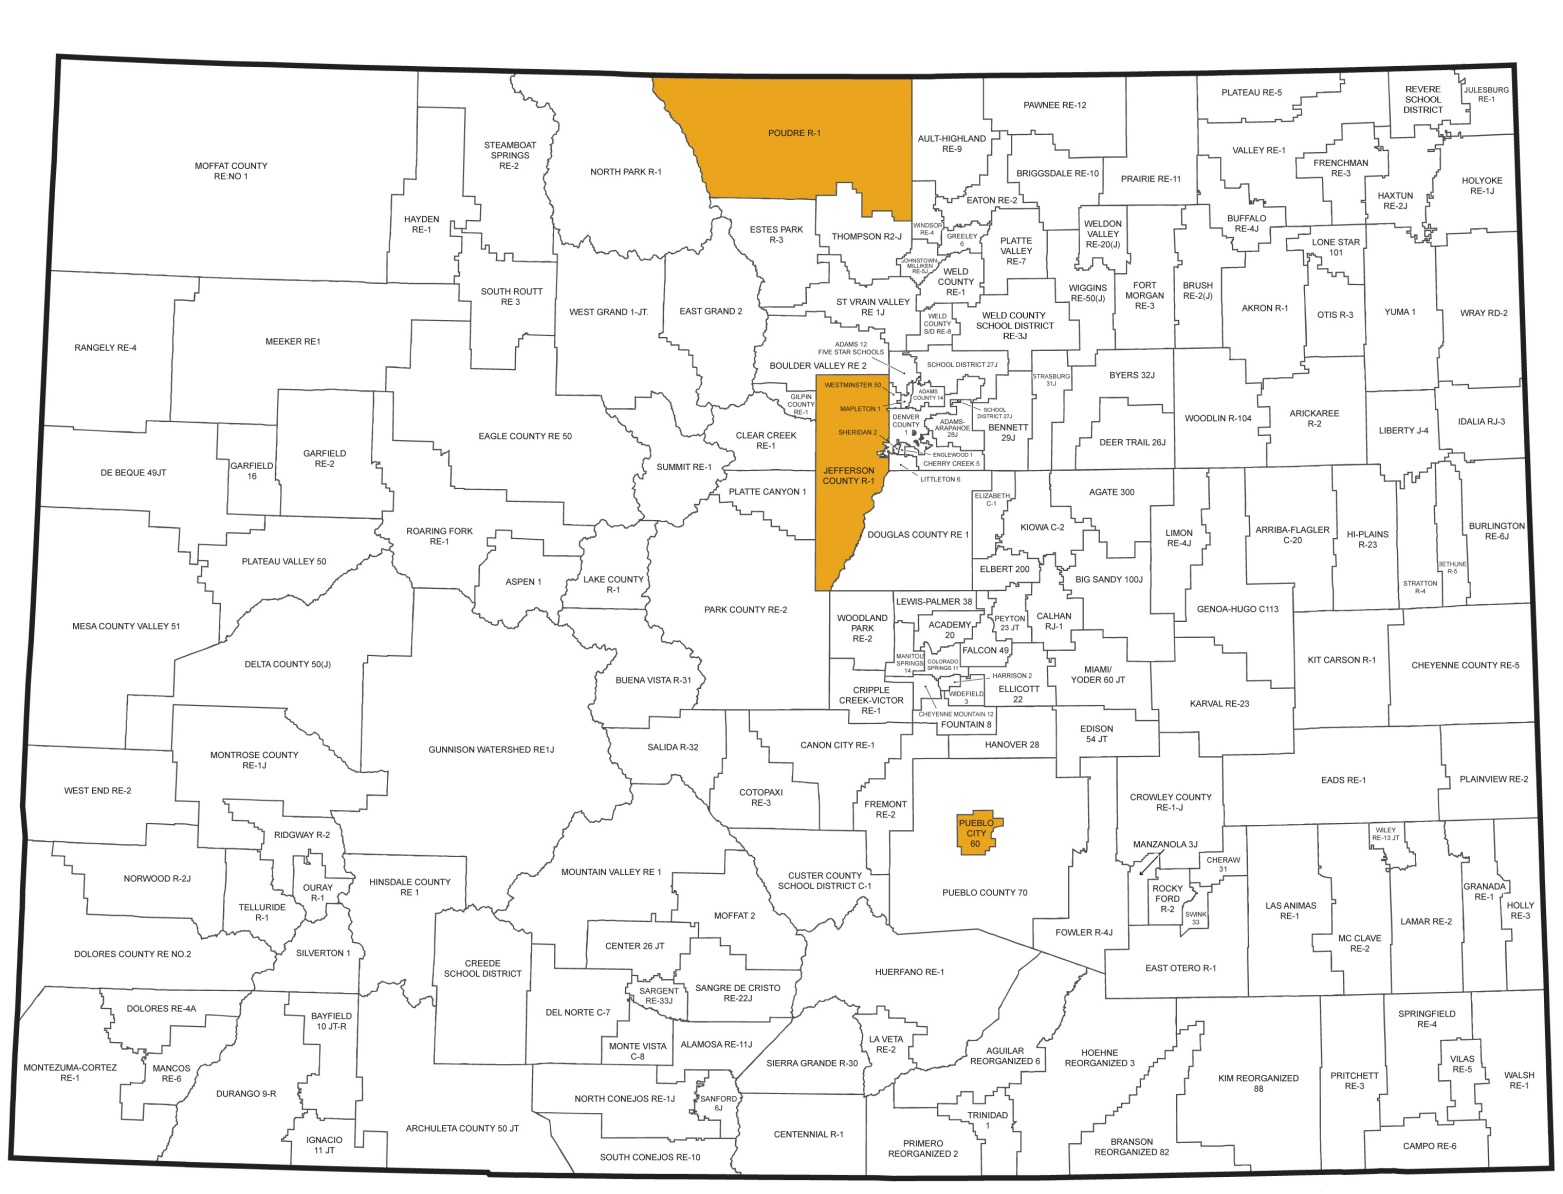 MOFFAT COUNTY
RE:NO 1
HAYDEN
RE-1
STEAMBOAT
SPRINGS
RE-2
NORTH PARK R-1
POUDRE R-1
AULT-HIGHLAND
RE-9
PAWNEE RE-12
BRIGGSDALE RE-10
PRAIRIE RE-11
PLATEAU RE-5
REVERE
SCHOOL
DISTRICT
JULESBURG
RE-1
VALLEY RE-1
FRENCHMAN
RE-3
HAXTUN
RE-2J
HOLYOKE
RE-1J
BUFFALO
RE-4J
LONE STAR
101
EATON RE-2
ESTES PARK
R-3
THOMPSON R2-J
WINDSOR
RE-4
GREELEY
6
PLATTE
VALLEY
RE-7
WELDON
VALLEY
RE-20(J)
JOHNSTOWN-
MILLIKEN
RE-5J
WELD
COUNTY
RE-1
WIGGINS
RE-50(J)
FORT
MORGAN
RE-3
BRUSH
RE-2(J)
AKRON R-1
OTIS R-3
YUMA 1
WRAY RD-2
SOUTH ROUTT
RE 3
WEST GRAND 1-JT.
EAST GRAND 2
ST VRAIN VALLEY
RE 1J
WELD
COUNTY
S/D RE-8
WELD COUNTY
SCHOOL DISTRICT
RE-3J
RANGELY RE-4
MEEKER RE1
ADAMS 12
FIVE STAR SCHOOLS
BOULDER VALLEY RE 2
SCHOOL DISTRICT 27J
STRASBURG
31J
BYERS 32J
WESTMINSTER 50
ADAMS
COUNTY 14
MAPLETON 1
SCHOOL
DISTRICT 27J
GILPIN
COUNTY
RE-1
DENVER
COUNTY
1
ADAMS-
ARAPAHOE
28J
BENNETT
29J
DEER TRAIL 26J
WOODLIN R-104
ARICKAREE
R-2
LIBERTY J-4
IDALIA RJ-3
SHERIDAN 2
ENGLEWOOD 1
CHERRY CREEK 5
LITTLETON 6
EAGLE COUNTY RE 50
CLEAR CREEK
RE-1
SUMMIT RE-1
JEFFERSON
COUNTY R-1
PLATTE CANYON 1
DE BEQUE 49JT
GARFIELD
16
GARFIELD
RE-2
ROARING FORK
RE-1
PLATEAU VALLEY 50
ASPEN 1
LAKE COUNTY
R-1
DOUGLAS COUNTY RE 1
ELIZABETH
C-1
KIOWA C-2
AGATE 300
LIMON
RE-4J
ARRIBA-FLAGLER
C-20
HI-PLAINS
R-23
STRATTON
R-4
BETHUNE
R-5
BURLINGTON
RE-6J
ELBERT 200
BIG SANDY 100J
GENOA-HUGO C113
PARK COUNTY RE-2
MESA COUNTY VALLEY 51
DELTA COUNTY 50(J)
WOODLAND
PARK
RE-2
LEWIS-PALMER 38
ACADEMY
20
PEYTON
23 JT
CALHAN
RJ-1
FALCON 49
MANITOU
SPRINGS
14
COLORADO
SPRINGS 11
HARRISON 2
WIDEFIELD
3
ELLICOTT
22
MIAMI/
YODER 60 JT
KIT CARSON R-1
CHEYENNE COUNTY RE-5
BUENA VISTA R-31
CRIPPLE
CREEK-VICTOR
RE-1
CHEYENNE MOUNTAIN 12
FOUNTAIN 8
KARVAL RE-23
EDISON
54 JT
HANOVER 28
GUNNISON WATERSHED RE1J
SALIDA R-32
CANON CITY RE-1
MONTROSE COUNTY
RE-1J
WEST END RE-2
COTOPAXI
RE-3
FREMONT
RE-2
CROWLEY COUNTY
RE-1-J
EADS RE-1
PLAINVIEW RE-2
PUEBLO
CITY
60
RIDGWAY R-2
WILEY
RE-13 JT
MANZANOLA 3J
CHERAW
31
NORWOOD R-2J
TELLURIDE
R-1
OURAY
R-1
HINSDALE COUNTY
RE 1
MOUNTAIN VALLEY RE 1
CUSTER COUNTY
SCHOOL DISTRICT C-1
PUEBLO COUNTY 70
ROCKY
FORD
R-2
SWINK
33
LAS ANIMAS
RE-1
LAMAR RE-2
GRANADA
RE-1
HOLLY
RE-3
MOFFAT 2
FOWLER R-4J
MC CLAVE
RE-2
CENTER 26 JT
DOLORES COUNTY RE NO.2
SILVERTON 1
CREEDE
SCHOOL DISTRICT
HUERFANO RE-1
EAST OTERO R-1
SARGENT
RE-33J
SANGRE DE CRISTO
RE-22J
DOLORES RE-4A
BAYFIELD
10 JT-R
DEL NORTE C-7
MONTE VISTA
C-8
ALAMOSA RE-11J
LA VETA
RE-2
SPRINGFIELD
RE-4
MONTEZUMA-CORTEZ
RE-1
MANCOS
RE-6
DURANGO 9-R
SIERRA GRANDE R-30
AGUILAR
REORGANIZED 6
HOEHNE
REORGANIZED 3
KIM REORGANIZED
88
PRITCHETT
RE-3
VILAS
RE-5
WALSH
RE-1
NORTH CONEJOS RE-1J
SANFORD
6J
TRINIDAD
1
IGNACIO
11 JT
ARCHULETA COUNTY 50 JT
SOUTH CONEJOS RE-10
CENTENNIAL R-1
PRIMERO
REORGANIZED 2
BRANSON
REORGANIZED 82
CAMPO RE-6